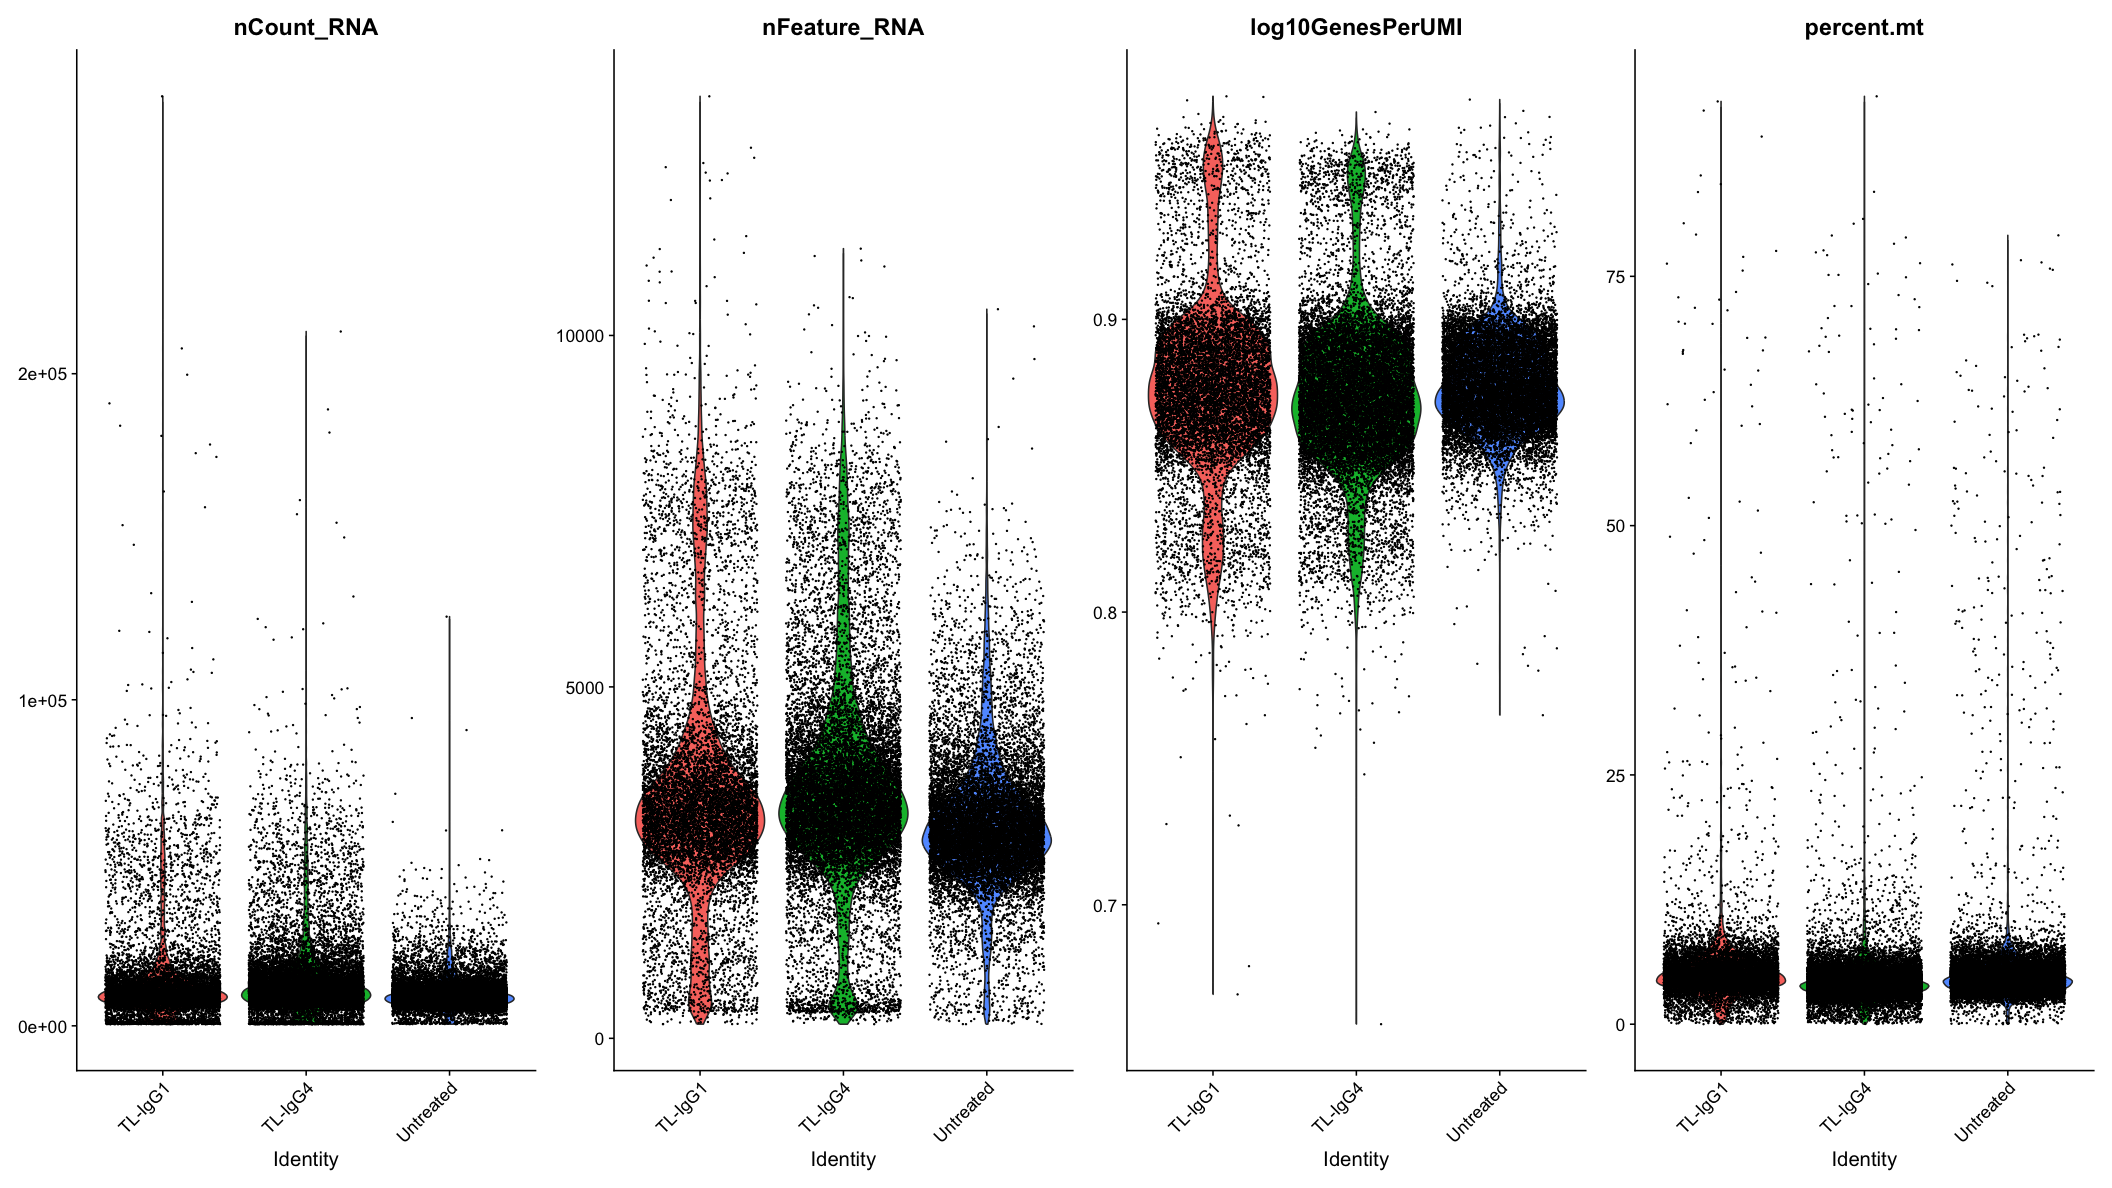 nCount_RNA
2e+05
1e+05
0e+00
TL-IgG1
TL-IgG4
Untreated
Identity
nFeature_RNA
10000
5000
0
TL-IgG1
TL-IgG4
Untreated
Identity
log10GenesPerUMI
0.9
0.8
0.7
TL-IgG1
TL-IgG4
Untreated
Identity
percent.mt
75
50
25
0
TL-IgG1
TL-IgG4
Untreated
Identity